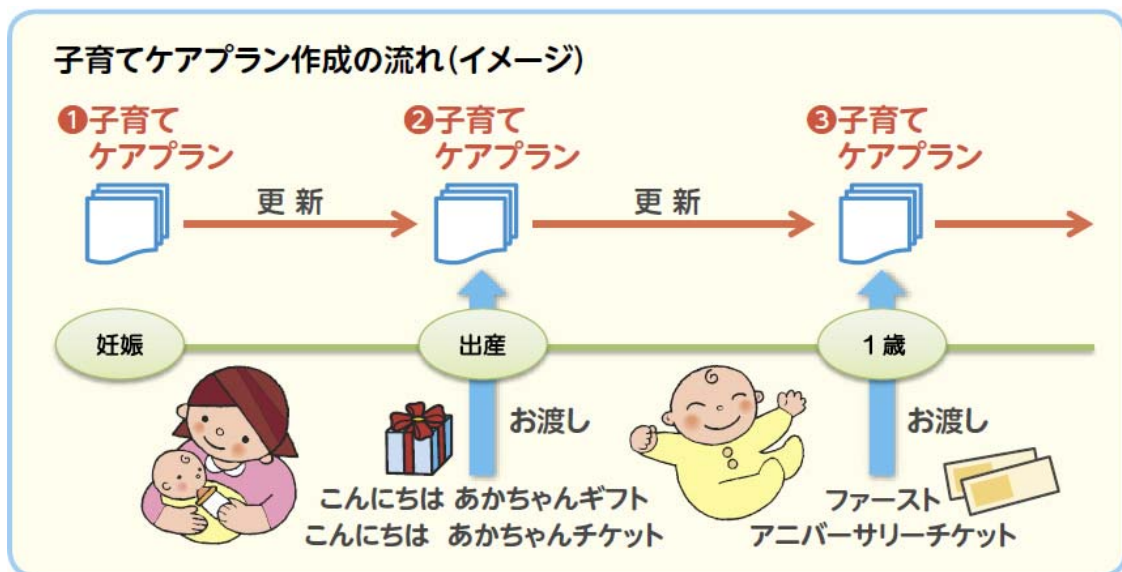 子育てケアプラン作成の流れ(イメージ)
❶子育て
ケアプラン
❷子育て
ケアプラン
❸子育て
ケアプラン
更 新
更 新
妊娠
出産
1歳
お渡し
お渡し
こんにちは あかちゃんギフト
こんにちは あかちゃんチケット
ファースト
アニバーサリーチケット